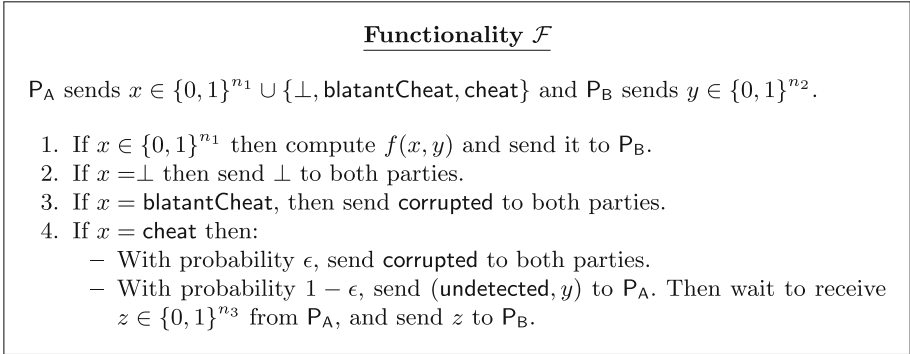 Functionality ℱ
P_A sends x ∈ {0, 1}^{n_1} ∪ {⊥, blatantCheat, cheat} and P_B sends y ∈ {0, 1}^{n_2}.
1. If x ∈ {0, 1}^{n_1} then compute f(x, y) and send it to P_B.
2. If x =⊥ then send ⊥ to both parties.
3. If x = blatantCheat, then send corrupted to both parties.
4. If x = cheat then:
– With probability ϵ, send corrupted to both parties.
– With probability 1 − ϵ, send (undetected, y) to P_A. Then wait to receive
z ∈ {0, 1}^{n_3} from P_A, and send z to P_B.